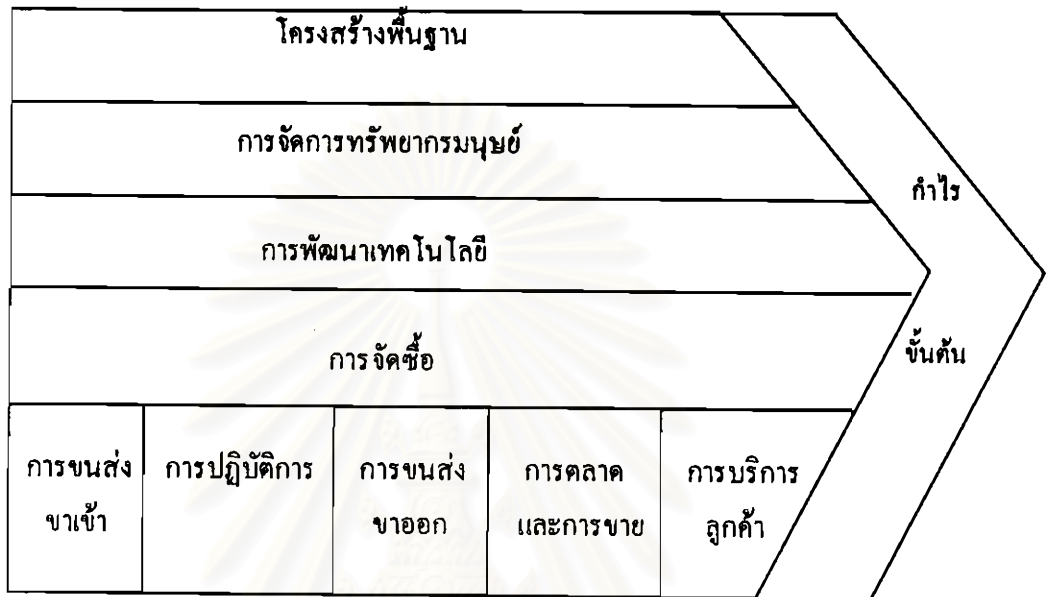 โครงสร้างพื้นฐาน
การจัดการทรัพยากรมนุษย์
การพัฒนาเทคโนโลยี
การจัดซื้อ
การขนส่ง
ขาเข้า
การปฏิบัติการ
การขนส่ง
ขาออก
การตลาด
และการขาย
การบริการ
ลูกค้า
กำไร
ขั้นต้น